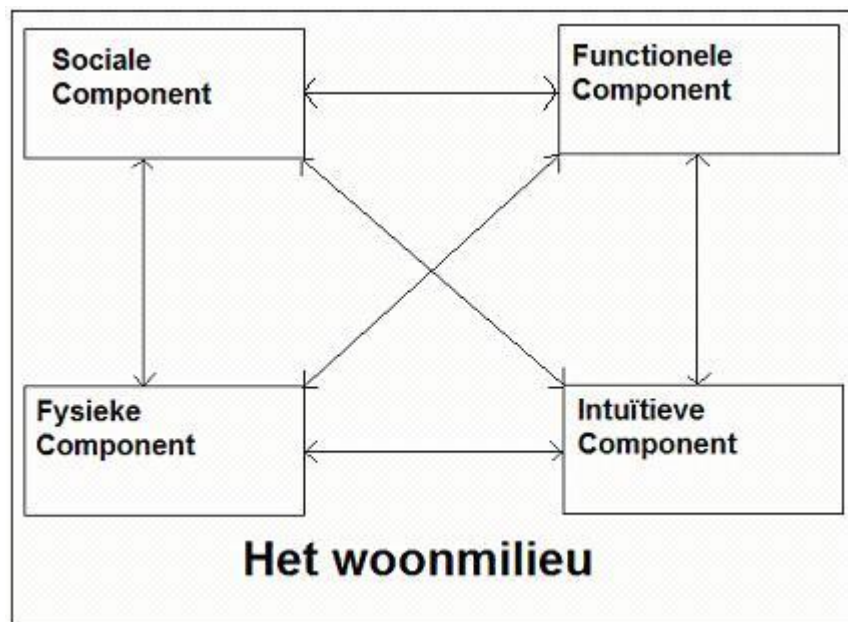 Sociale
Component
Functionele
Component
Fysieke
Component
Intuïtieve
Component
Het woonmilieu